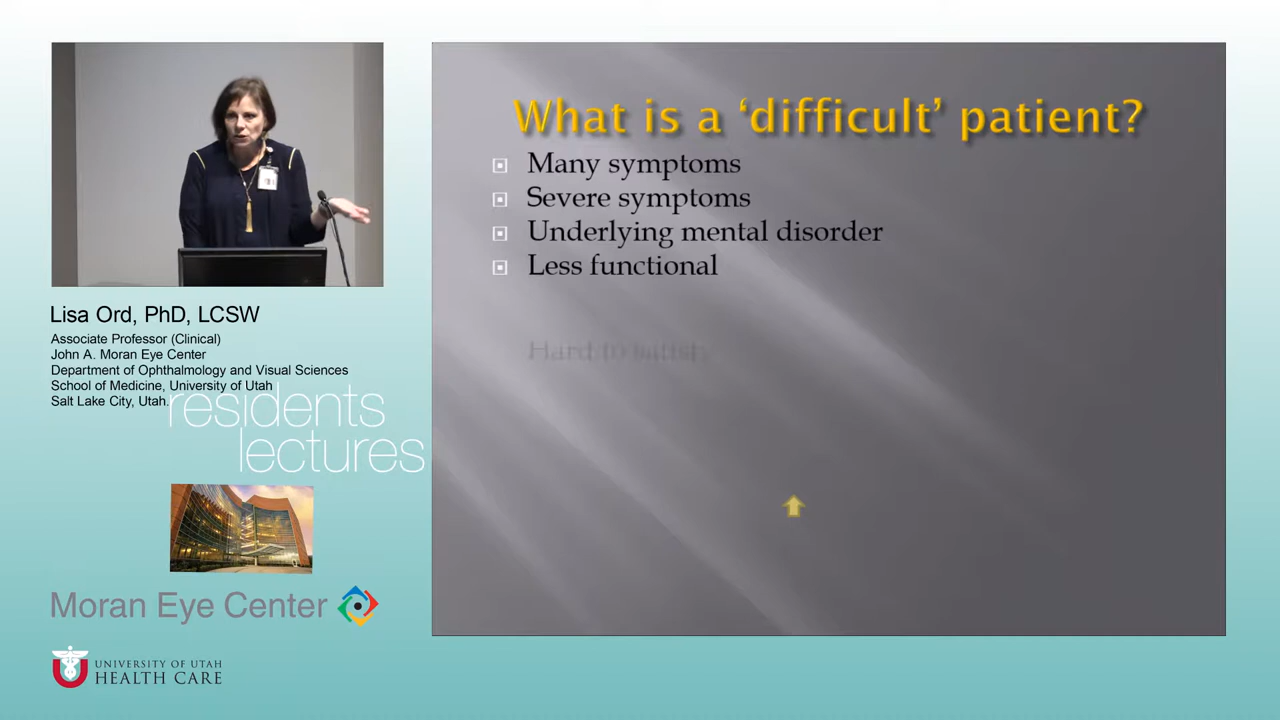 What is a ‘difficult’ patient?
Many symptoms
Severe symptoms
Underlying mental disorder
Less functional
Hard to
Lisa Ord, PhD, LCSW
Associate Professor (Clinical)
John A. Moran Eye Center
Department of Ophthalmology and Visual Sciences
School of Medicine, University of Utah
Salt Lake City, Utah.
residents
lectures
Moran Eye Center
UNIVERSITY OF UTAH
HEALTH CARE